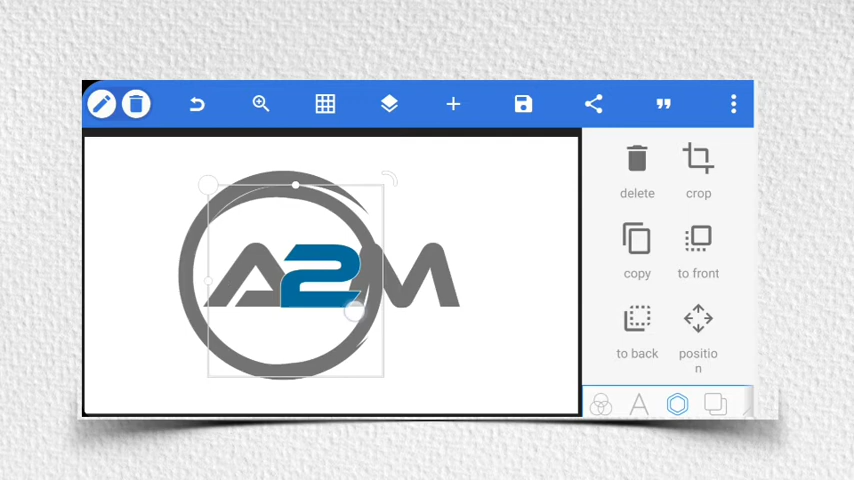 A2M
delete
crop
copy
to front
to back
positio
n
A